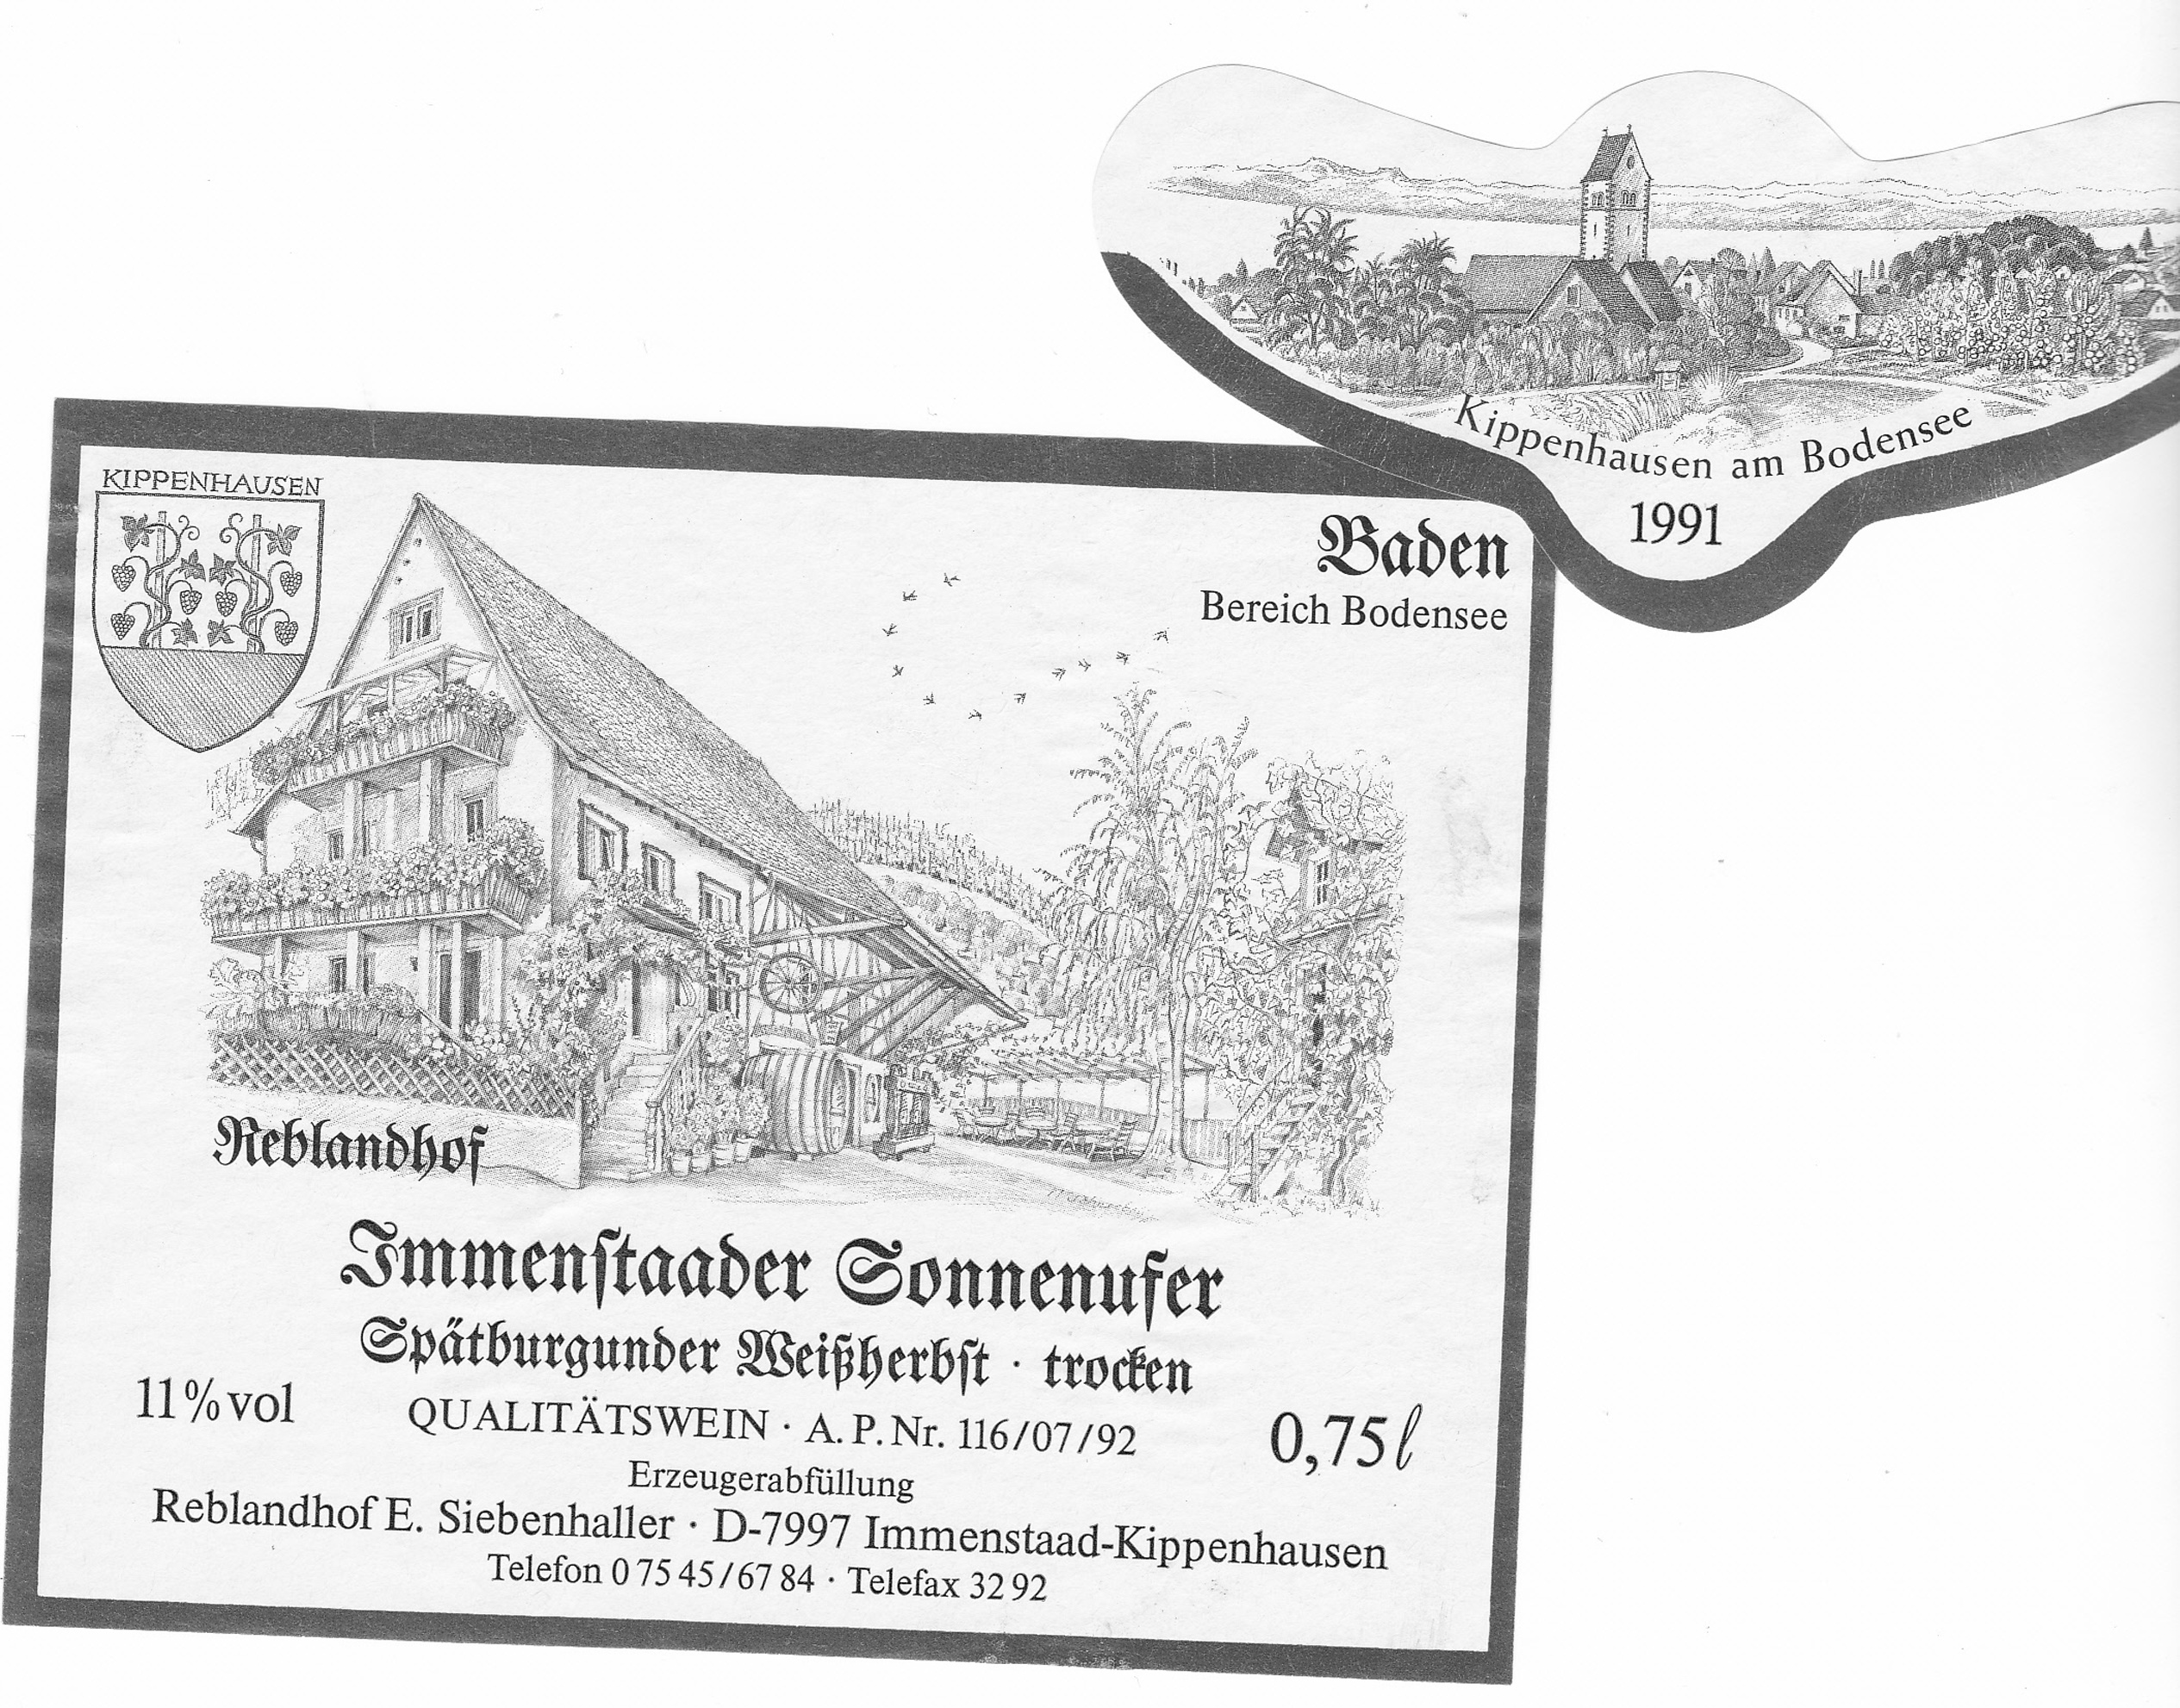 Kippenhausen am Bodensee
1991
KIPPENHAUSEN
Baden
Bereich Bodensee
Reblandhof
Immenſtaader Sonnenufer
Spätburgunder Weißherbſt · trocken
11% vol
QUALITÄTSWEIN · A. P. Nr. 116/07/92
0,75 ℓ
Erzeugerabfüllung
Reblandhof E. Siebenhaller · D-7997 Immenstaad-Kippenhausen
Telefon 0 75 45/67 84 · Telefax 32 92